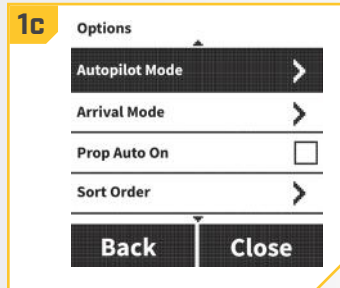 1c
Options
Autopilot Mode
Arrival Mode
Prop Auto On
Sort Order
Back Close